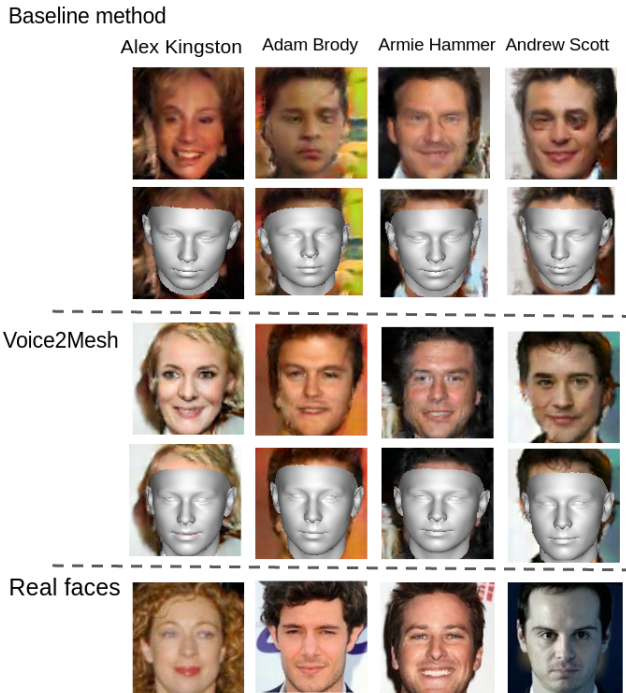 Baseline method
Alex Kingston Adam Brody Armie Hammer Andrew Scott
Voice2Mesh
Real faces